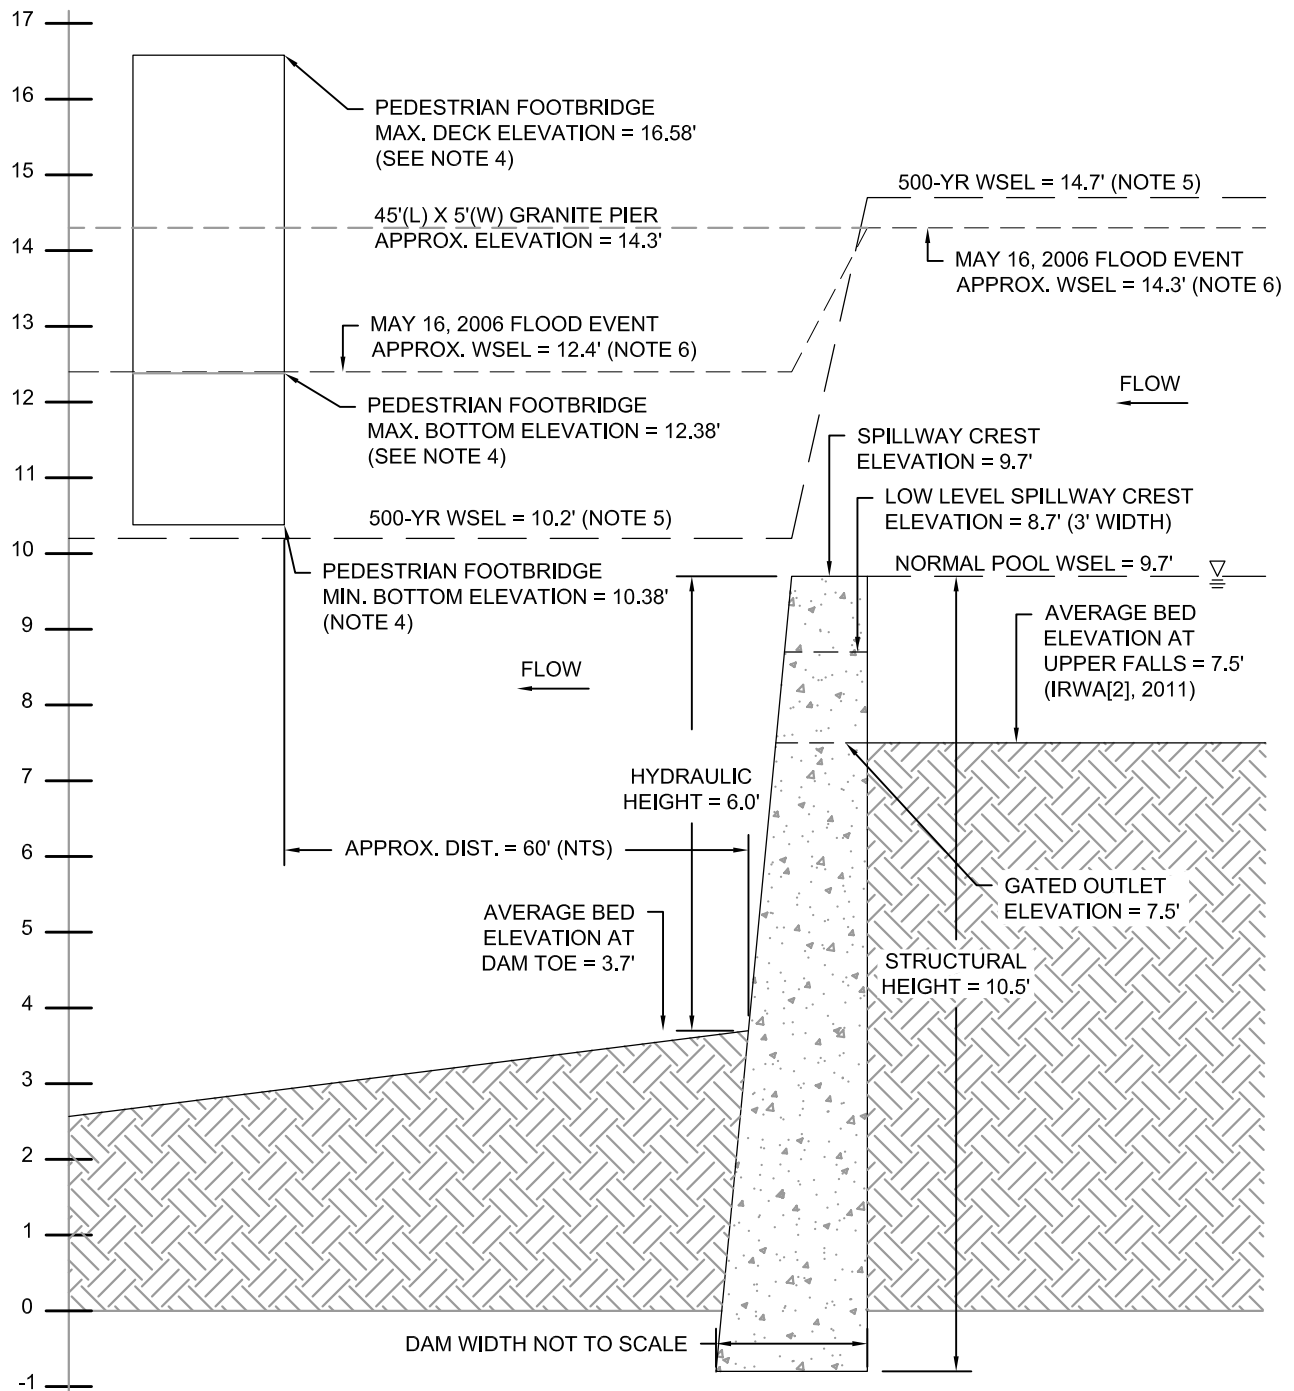 17
16
15
14
13
12
11
10
9
8
7
6
5
4
3
2
1
0
-1
PEDESTRIAN FOOTBRIDGE
MAX. DECK ELEVATION = 16.58'
(SEE NOTE 4)
500-YR WSEL = 14.7' (NOTE 5)
45'(L) X 5'(W) GRANITE PIER
APPROX. ELEVATION = 14.3'
MAY 16, 2006 FLOOD EVENT
APPROX. WSEL = 14.3' (NOTE 6)
MAY 16, 2006 FLOOD EVENT
APPROX. WSEL = 12.4' (NOTE 6)
FLOW
PEDESTRIAN FOOTBRIDGE
MAX. BOTTOM ELEVATION = 12.38'
(SEE NOTE 4)
SPILLWAY CREST
ELEVATION = 9.7'
LOW LEVEL SPILLWAY CREST
ELEVATION = 8.7' (3' WIDTH)
500-YR WSEL = 10.2' (NOTE 5)
NORMAL POOL WSEL = 9.7'
PEDESTRIAN FOOTBRIDGE
MIN. BOTTOM ELEVATION = 10.38'
(NOTE 4)
AVERAGE BED
ELEVATION AT
UPPER FALLS = 7.5'
(IRWA[2], 2011)
FLOW
HYDRAULIC
HEIGHT = 6.0'
APPROX. DIST. = 60' (NTS)
GATED OUTLET
ELEVATION = 7.5'
AVERAGE BED
ELEVATION AT
DAM TOE = 3.7'
STRUCTURAL
HEIGHT = 10.5'
DAM WIDTH NOT TO SCALE